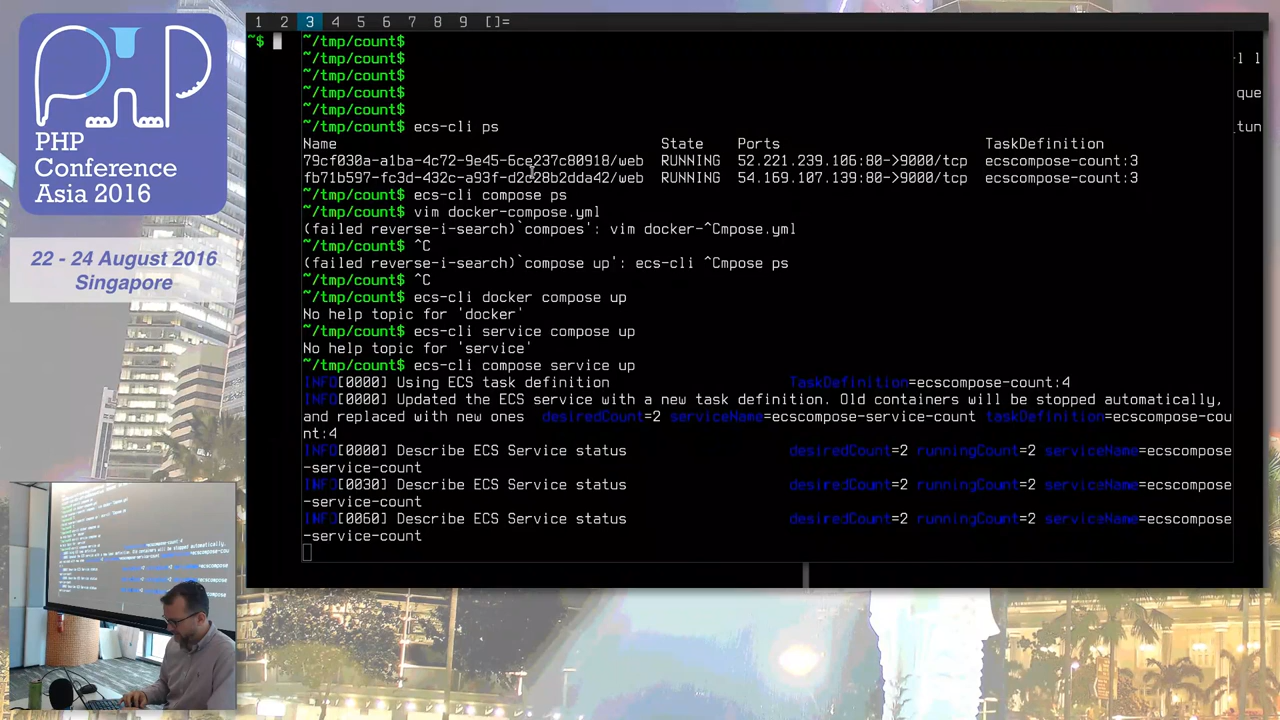 PHP
Conference
Asia 2016
22 - 24 August 2016
Singapore
1 2 3 4 5 6 7 8 9 []=
~$
~/tmp/count$
~/tmp/count$
~/tmp/count$
~/tmp/count$
~/tmp/count$
~/tmp/count$ ecs-cli ps
Name State Ports TaskDefinition
79cf030a-a1ba-4c72-9e45-6ce237c80918/web RUNNING 52.221.239.106:80->9000/tcp ecscompose-count:3
fb71b597-fc3d-432c-a93f-d2d28b2dda42/web RUNNING 54.169.107.139:80->9000/tcp ecscompose-count:3
~/tmp/count$ ecs-cli compose ps
~/tmp/count$ vim docker-compose.yml
(failed reverse-i-search)`compoes': vim docker-^Cmpose.yml
~/tmp/count$ ^C
(failed reverse-i-search)`compose up': ecs-cli ^Cmpose ps
~/tmp/count$ ^C
~/tmp/count$ ecs-cli docker compose up
No help topic for 'docker'
~/tmp/count$ ecs-cli service compose up
No help topic for 'service'
~/tmp/count$ ecs-cli compose service up
INFO[0000] Using ECS task definition TaskDefinition=ecscompose-count:4
INFO[0000] Updated the ECS service with a new task definition. Old containers will be stopped automatically,
and replaced with new ones desiredCount=2 serviceName=ecscompose-service-count taskDefinition=ecscompose-cou
nt:4
INFO[0000] Describe ECS Service status desiredCount=2 runningCount=2 serviceName=ecscompose
-service-count
INFO[0030] Describe ECS Service status desiredCount=2 runningCount=2 serviceName=ecscompose
-service-count
INFO[0060] Describe ECS Service status desiredCount=2 runningCount=2 serviceName=ecscompose
-service-count
l l
que
tun